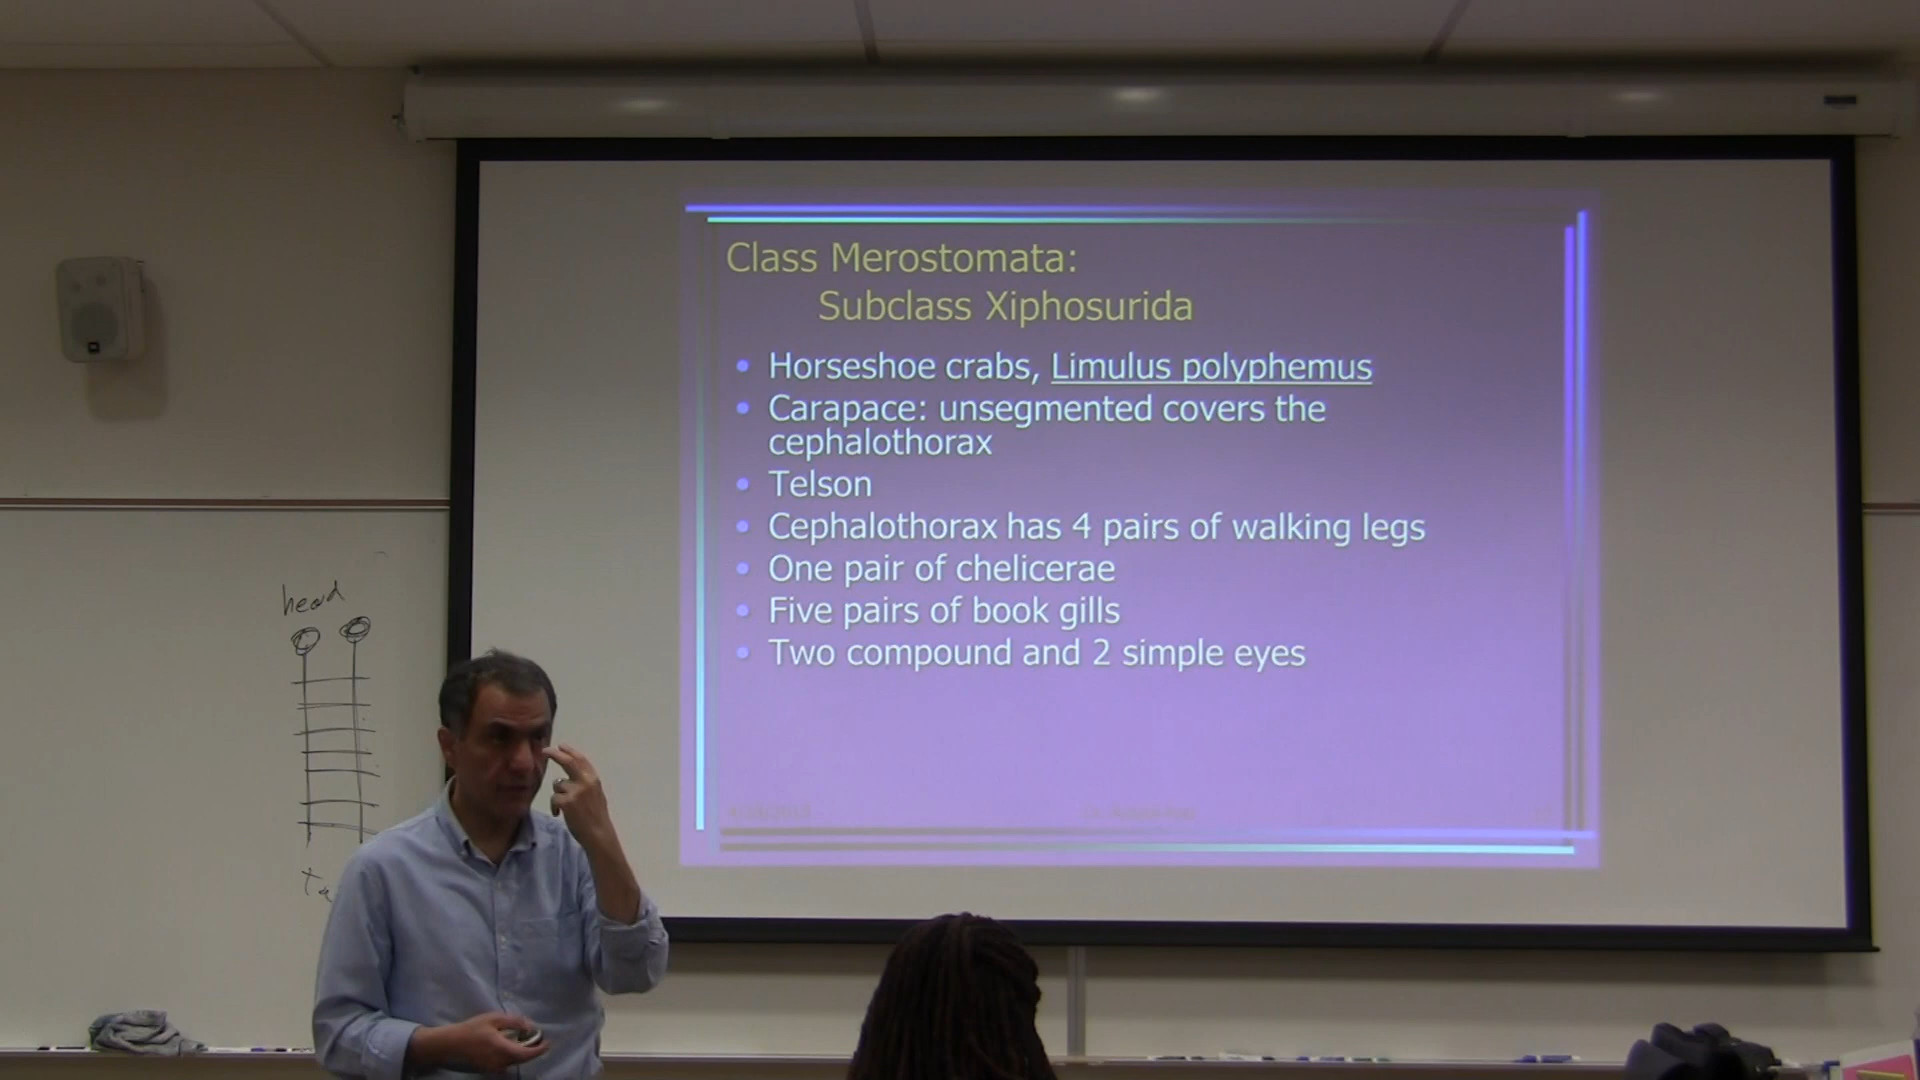 Class Merostomata:
Subclass Xiphosurida
• Horseshoe crabs, Limulus polyphemus
• Carapace: unsegmented covers the
cephalothorax
• Telson
• Cephalothorax has 4 pairs of walking legs
• One pair of chelicerae
• Five pairs of book gills
• Two compound and 2 simple eyes
head